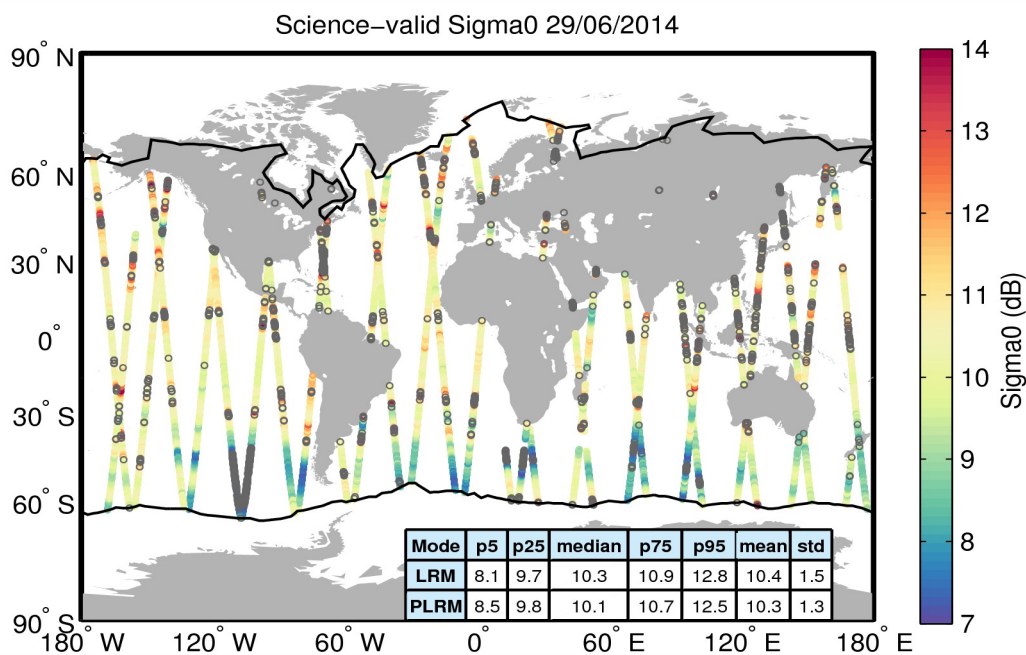 Science−valid Sigma0 29/06/2014
90° N
60° N
30° N
0°
30° S
60° S
90° S
180° W
120° W
60° W
0°
60° E
120° E
180° E
14
13
12
11
10
9
8
7
Sigma0 (dB)
Mode p5 p25 median p75 p95 mean std
LRM 8.1 9.7 10.3 10.9 12.8 10.4 1.5
PLRM 8.5 9.8 10.1 10.7 12.5 10.3 1.3